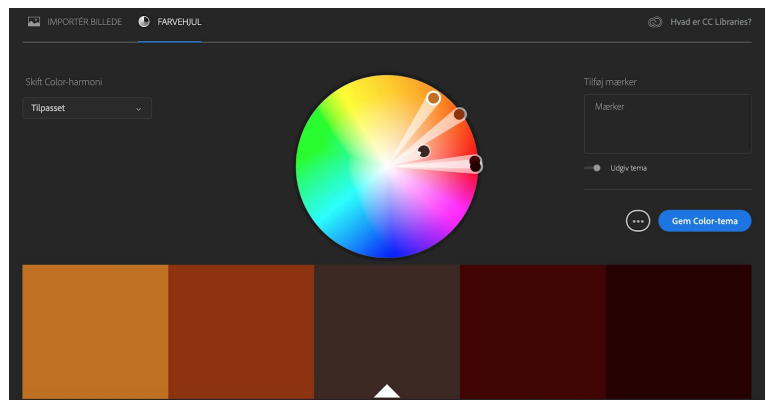 IMPORTÉR BILLEDE
FARVEHJUL
Hvad er CC Libraries?
Skift Color-harmoni
Tilpasset
Tilføj mærker
Mærker
Udgiv tema
Gem Color-tema